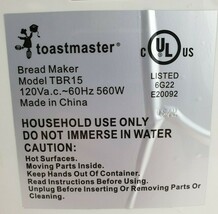 toastmaster®
Bread Maker
Model TBR15
120Va.c.~60Hz 560W
Made in China
C UL US
LISTED
6G22
E20092
HOUSEHOLD USE ONLY
DO NOT IMMERSE IN WATER
CAUTION:
Hot Surfaces.
Moving Parts Inside.
Keep Hands Out Of Container.
Read Instructions Before Using.
Unplug Before Inserting Or Removing Parts
Or Cleaning.